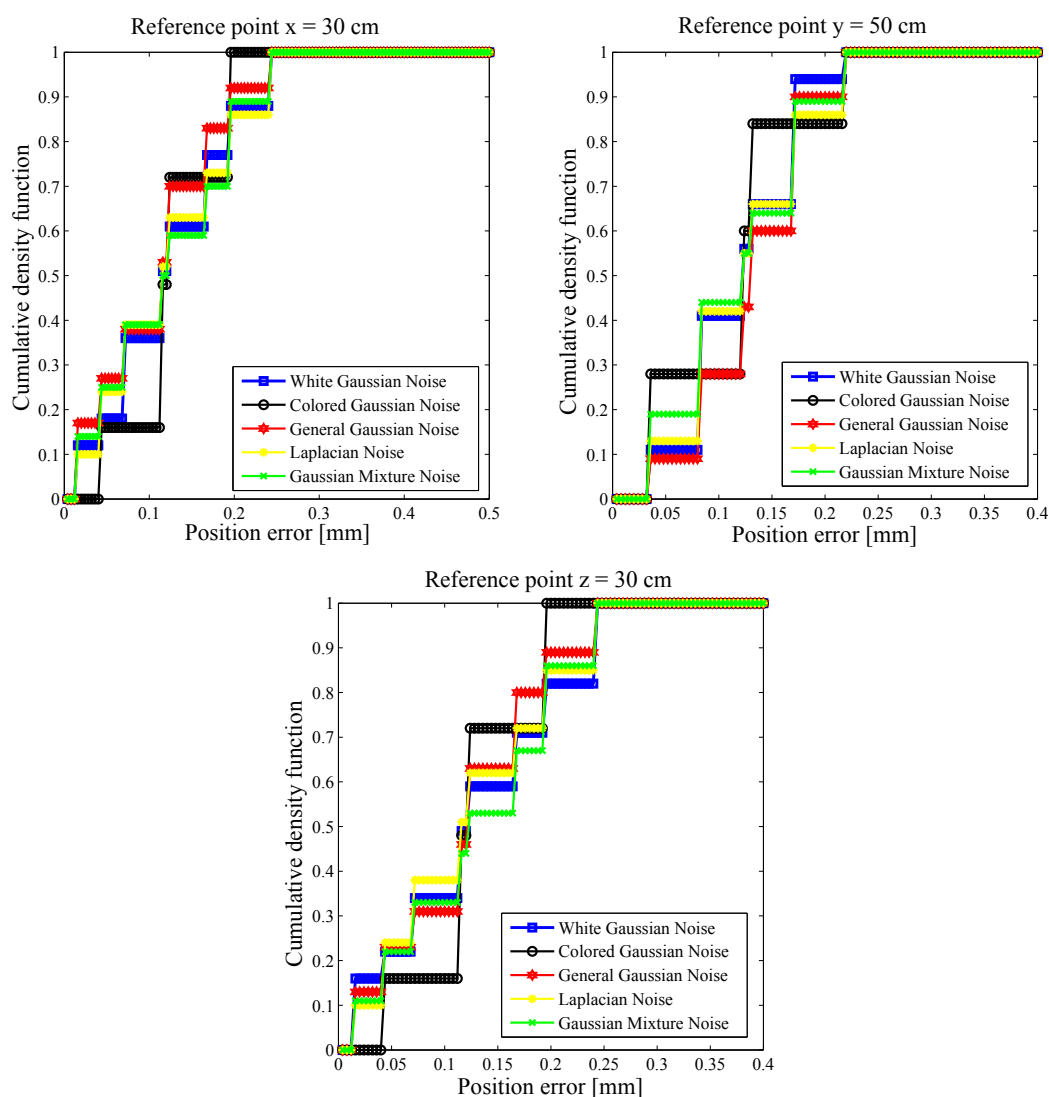 Reference point x = 30 cm
1
0.9
0.8
0.7
0.6
0.5
0.4
0.3
0.2
0.1
0
Cumulative density function
White Gaussian Noise
Colored Gaussian Noise
General Gaussian Noise
Laplacian Noise
Gaussian Mixture Noise
0 0.1 0.2 0.3 0.4 0.5
Position error [mm]
Reference point y = 50 cm
1
0.9
0.8
0.7
0.6
0.5
0.4
0.3
0.2
0.1
0
Cumulative density function
White Gaussian Noise
Colored Gaussian Noise
General Gaussian Noise
Laplacian Noise
Gaussian Mixture Noise
0 0.05 0.1 0.15 0.2 0.25 0.3 0.35 0.4
Position error [mm]
Reference point z = 30 cm
1
0.9
0.8
0.7
0.6
0.5
0.4
0.3
0.2
0.1
0
Cumulative density function
White Gaussian Noise
Colored Gaussian Noise
General Gaussian Noise
Laplacian Noise
Gaussian Mixture Noise
0 0.05 0.1 0.15 0.2 0.25 0.3 0.35 0.4
Position error [mm]